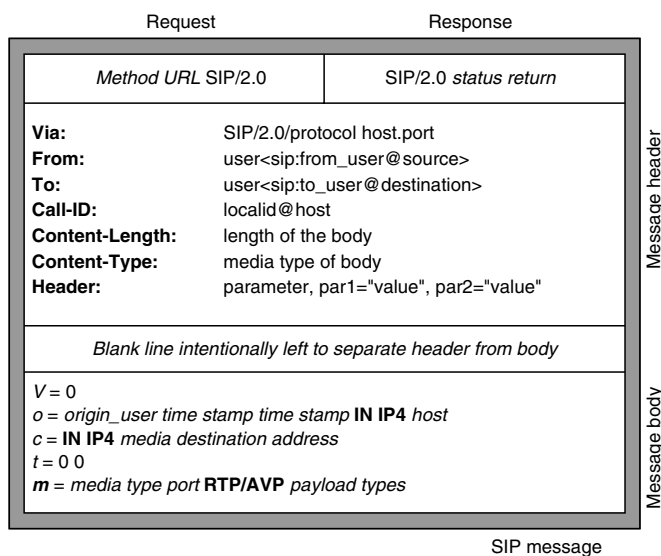 Request Response
Method URL SIP/2.0 SIP/2.0 status return
Via: SIP/2.0/protocol host.port
From: user<sip:from_user@source>
To: user<sip:to_user@destination>
Call-ID: localid@host
Content-Length: length of the body
Content-Type: media type of body
Header: parameter, par1="value", par2="value"
Message header
Blank line intentionally left to separate header from body
V = 0
o = origin_user time stamp time stamp IN IP4 host
c = IN IP4 media destination address
t = 0 0
m = media type port RTP/AVP payload types
Message body
SIP message